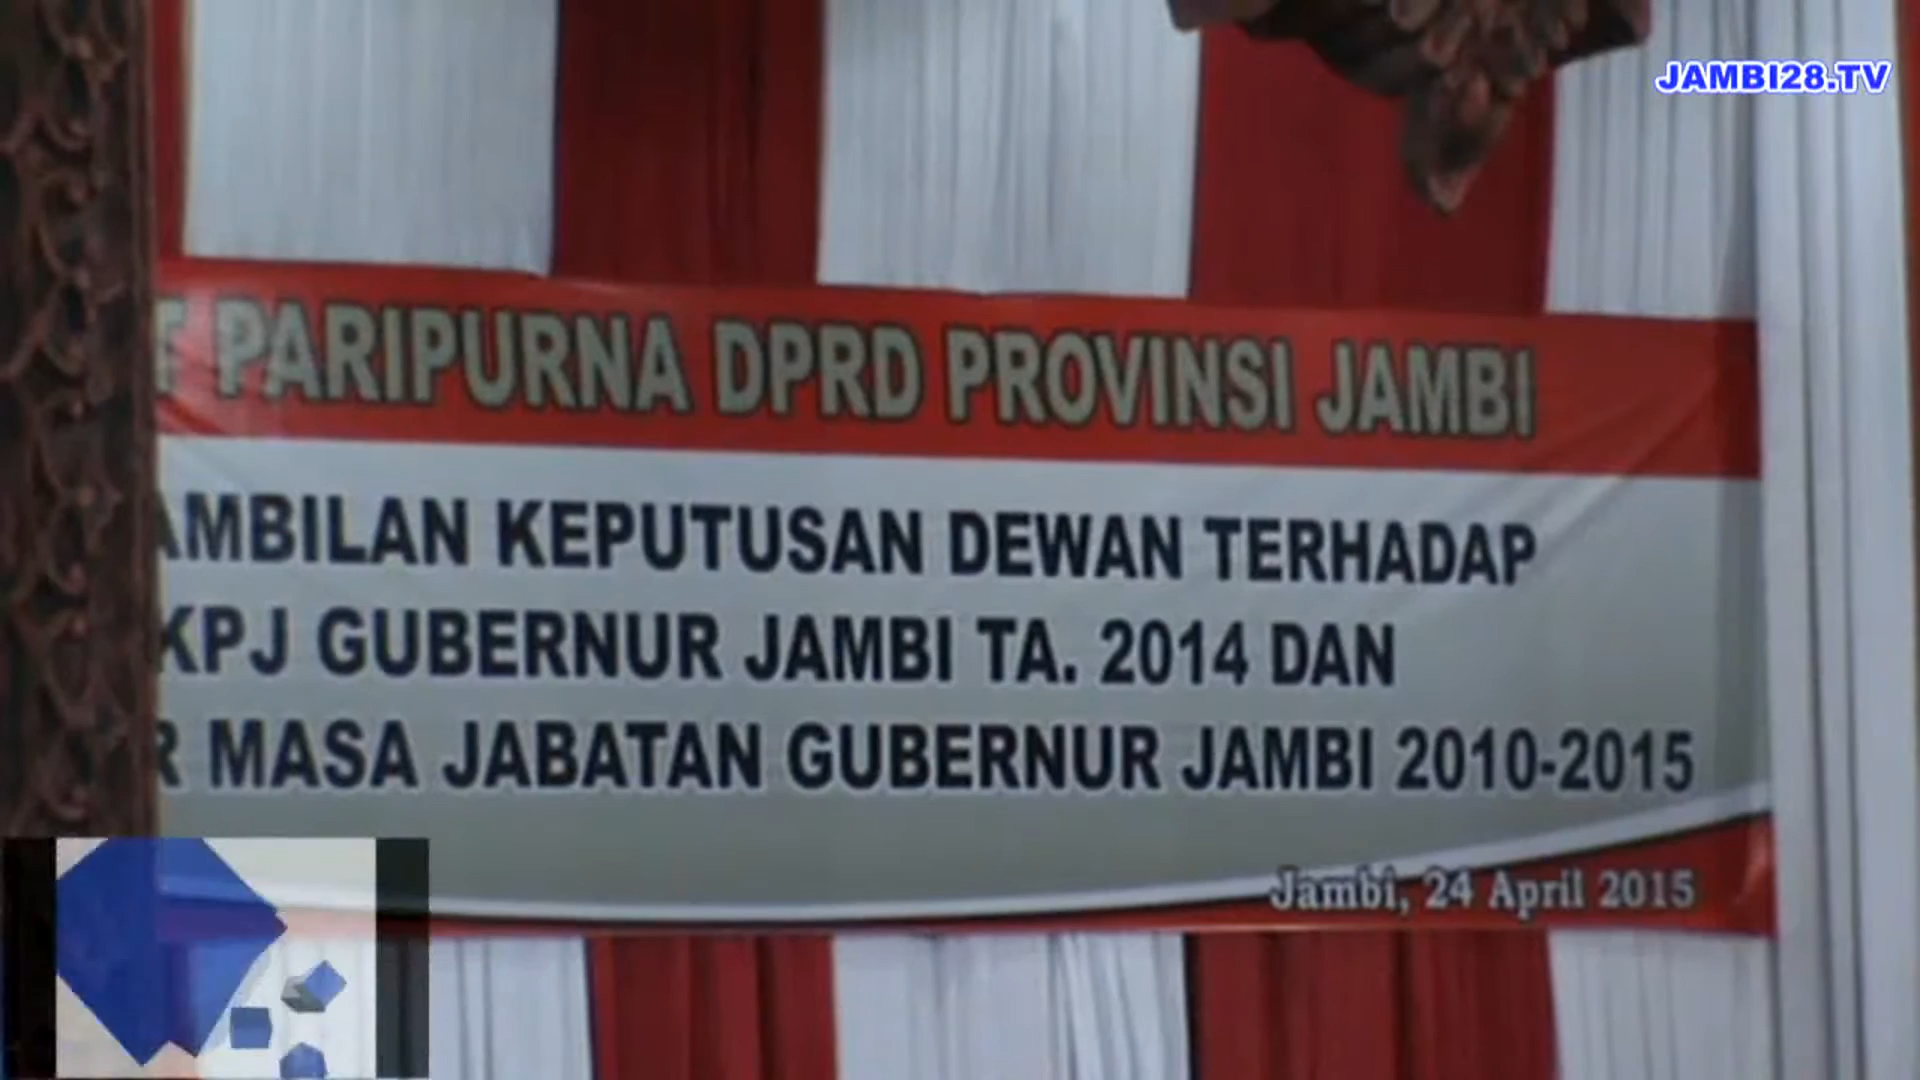 JAMBI28.TV
T PARIPURNA DPRD PROVINSI JAMBI
AMBILAN KEPUTUSAN DEWAN TERHADAP
KPJ GUBERNUR JAMBI TA. 2014 DAN
R MASA JABATAN GUBERNUR JAMBI 2010-2015
Jambi, 24 April 2015